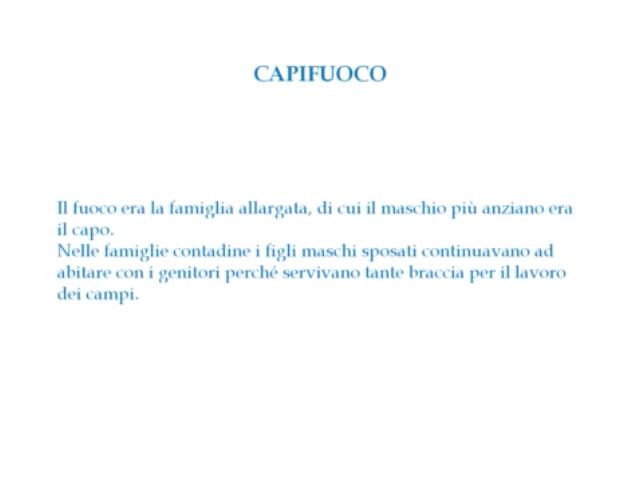 CAPIFUOCO
Il fuoco era la famiglia allargata, di cui il maschio più anziano era
il capo.
Nelle famiglie contadine i figli maschi sposati continuavano ad
abitare con i genitori perché servivano tante braccia per il lavoro
dei campi.